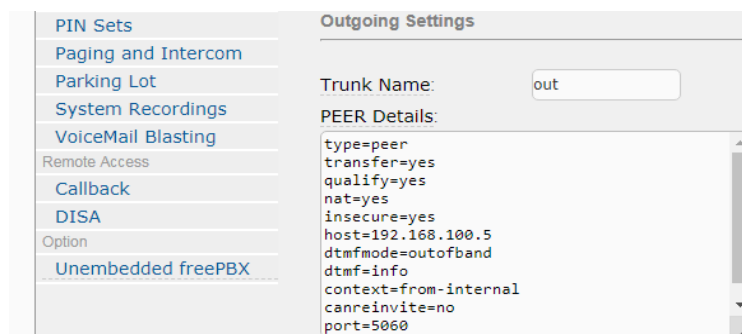 PIN Sets
Paging and Intercom
Parking Lot
System Recordings
VoiceMail Blasting
Remote Access
Callback
DISA
Option
Unembedded freePBX
Outgoing Settings
Trunk Name: out
PEER Details:
type=peer
transfer=yes
qualify=yes
nat=yes
insecure=yes
host=192.168.100.5
dtmfmode=outofband
dtmf=info
context=from-internal
canreinvite=no
port=5060